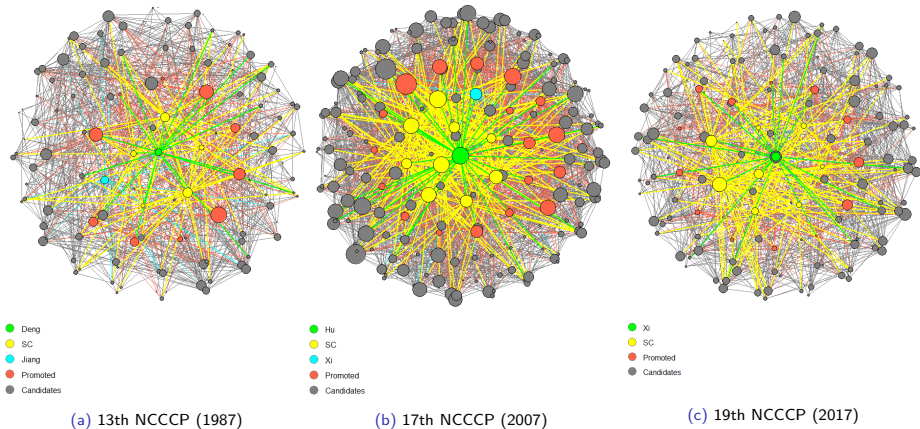 Deng
SC
Jiang
Promoted
Candidates
(a) 13th NCCCP (1987)
Hu
SC
Xi
Promoted
Candidates
(b) 17th NCCCP (2007)
Xi
SC
Promoted
Candidates
(c) 19th NCCCP (2017)